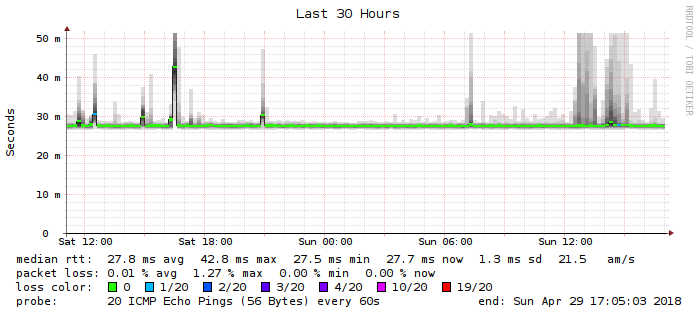 Last 30 Hours
RRDTOOL / TOBI OETIKER
Seconds
50 m
40 m
30 m
20 m
10 m
0
Sat 12:00 Sat 18:00 Sun 00:00 Sun 06:00 Sun 12:00
median rtt: 27.8 ms avg 42.8 ms max 27.5 ms min 27.7 ms now 1.3 ms sd 21.5 am/s
packet loss: 0.01 % avg 1.27 % max 0.00 % min 0.00 % now
loss color: 0 1/20 2/20 3/20 4/20 10/20 19/20
probe: 20 ICMP Echo Pings (56 Bytes) every 60s end: Sun Apr 29 17:05:03 2018